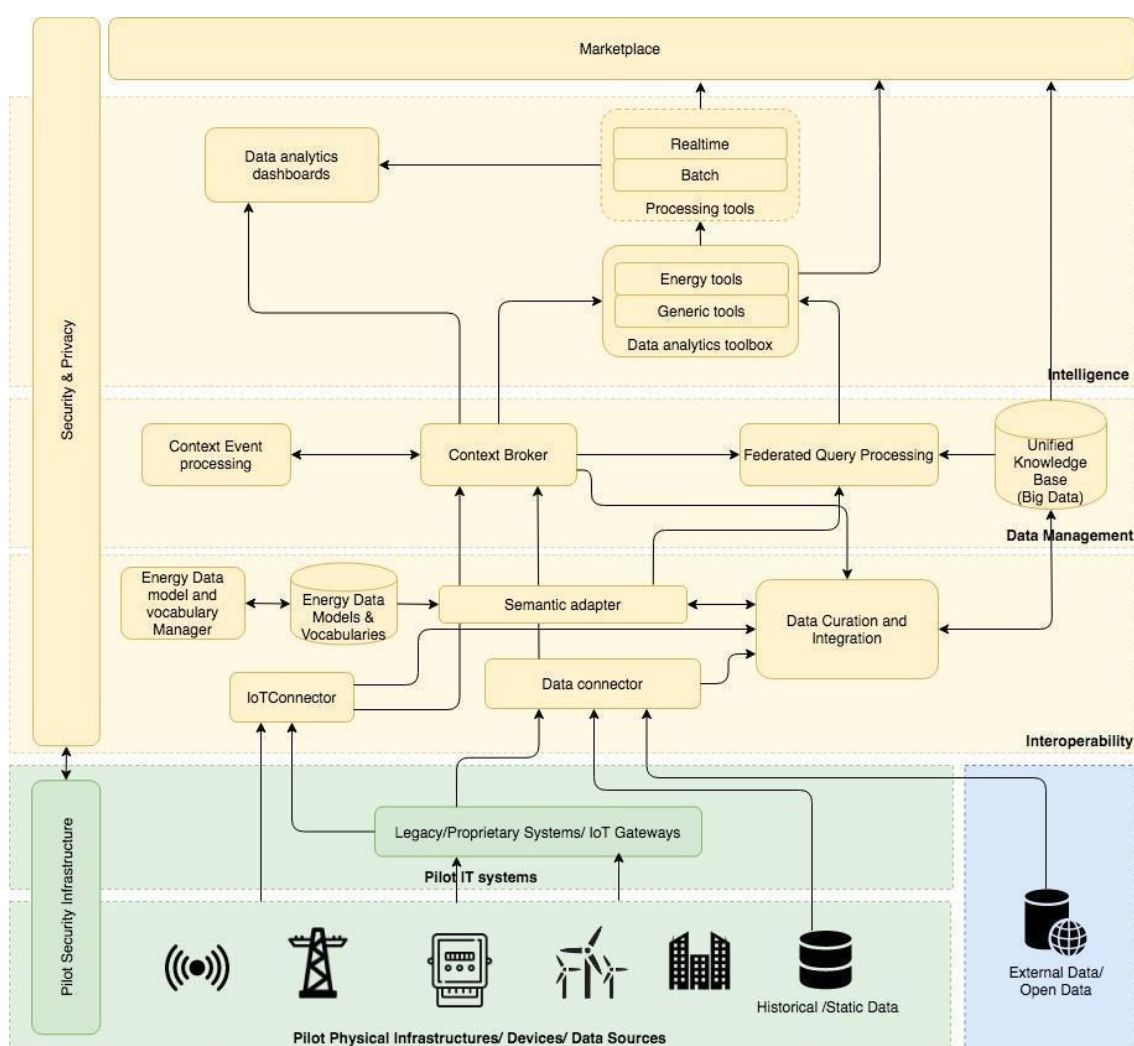 Marketplace
Security & Privacy
Realtime
Batch
Processing tools
Data analytics
dashboards
Energy tools
Generic tools
Data analytics toolbox
Intelligence
Context Event
processing
Context Broker
Federated Query Processing
Unified
Knowledge
Base
(Big Data)
Data Management
Energy Data
model and
vocabulary
Manager
Energy Data
Models &
Vocabularies
Semantic adapter
Data Curation and
Integration
IoTConnector
Data connector
Interoperability
Pilot Security Infrastructure
Legacy/Proprietary Systems/ IoT Gateways
Pilot IT systems
Historical /Static Data
External Data/
Open Data
Pilot Physical Infrastructures/ Devices/ Data Sources